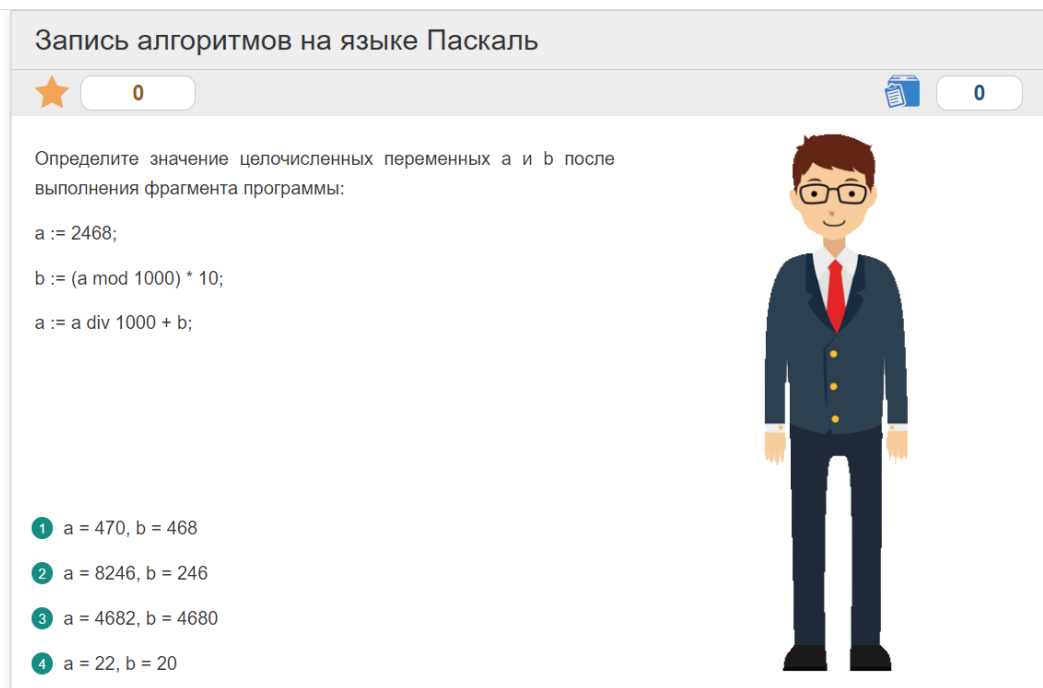 Запись алгоритмов на языке Паскаль
0
0
Определите значение целочисленных переменных a и b после
выполнения фрагмента программы:
a := 2468;
b := (a mod 1000) * 10;
a := a div 1000 + b;
1 a = 470, b = 468
2 a = 8246, b = 246
3 a = 4682, b = 4680
4 a = 22, b = 20